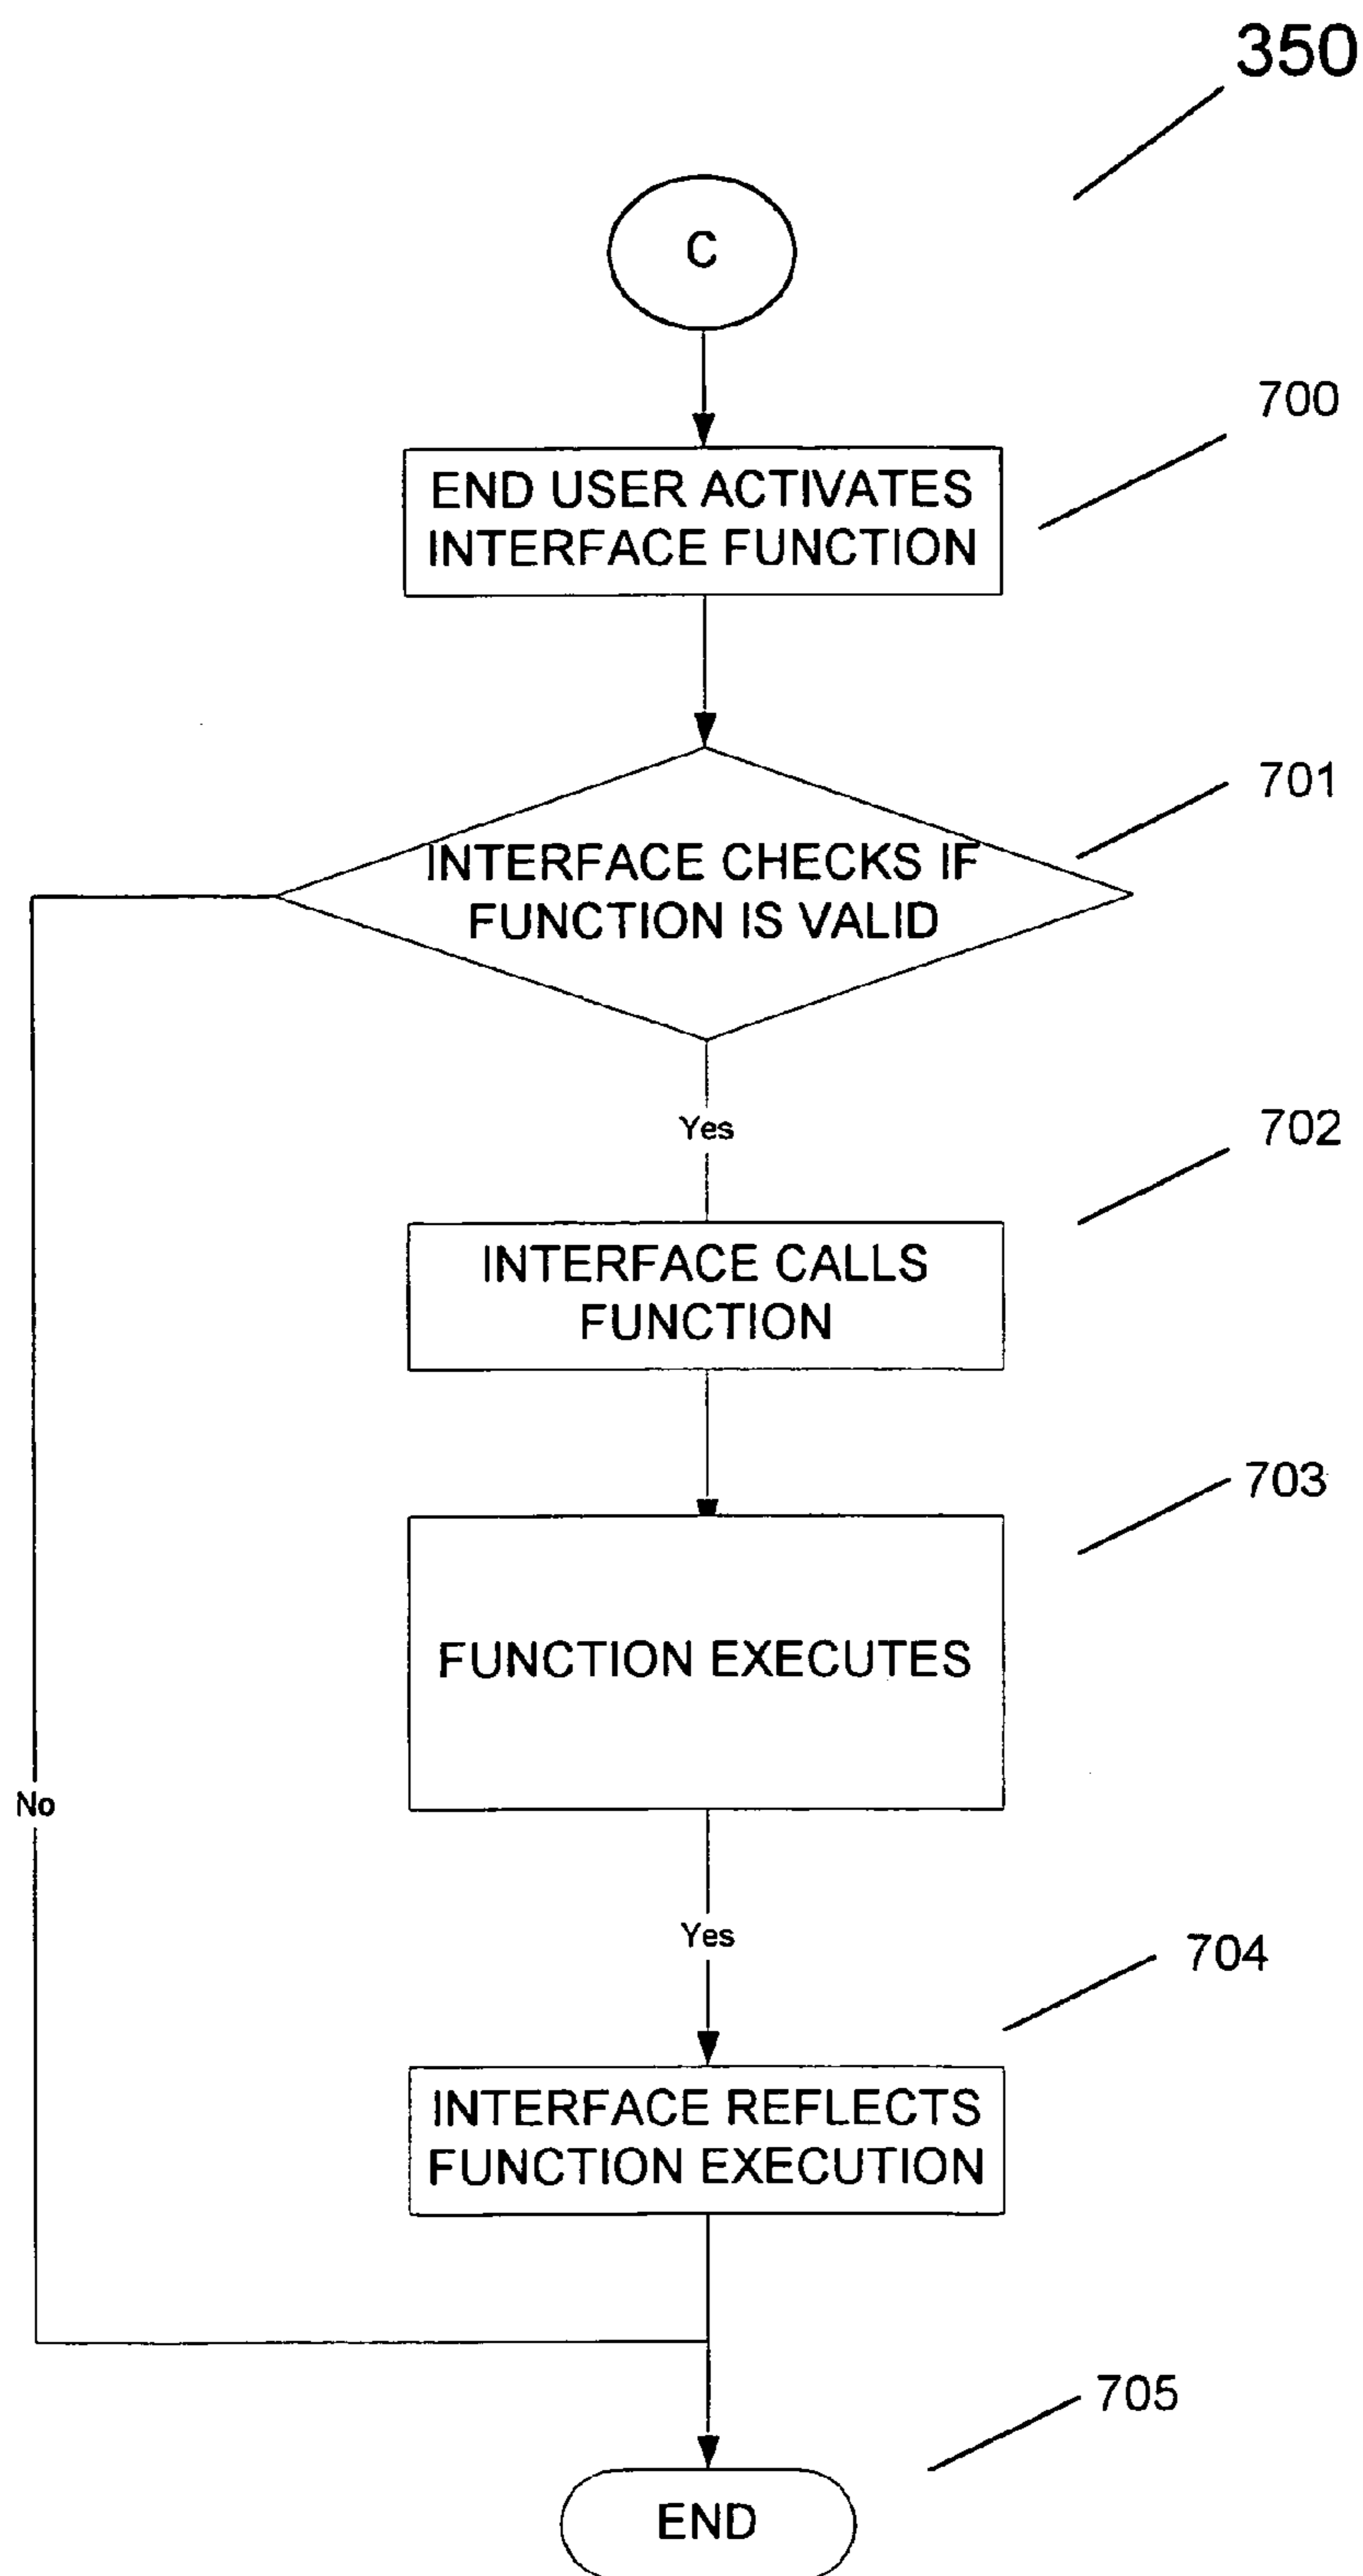 350
C
700
END USER ACTIVATES
INTERFACE FUNCTION
701
INTERFACE CHECKS IF
FUNCTION IS VALID
Yes
702
INTERFACE CALLS
FUNCTION
703
FUNCTION EXECUTES
No
Yes
704
INTERFACE REFLECTS
FUNCTION EXECUTION
705
END